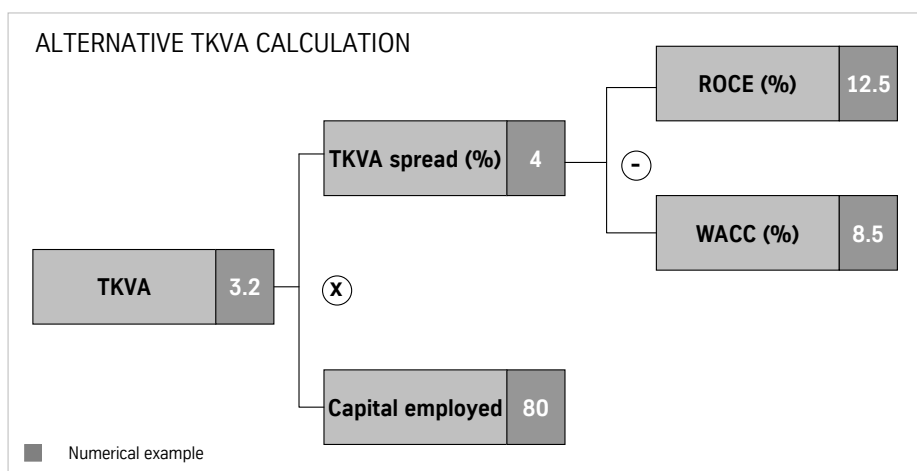 ALTERNATIVE TKVA CALCULATION
ROCE (%) 12.5
TKVA spread (%) 4
-
WACC (%) 8.5
TKVA 3.2
X
Capital employed 80
Numerical example